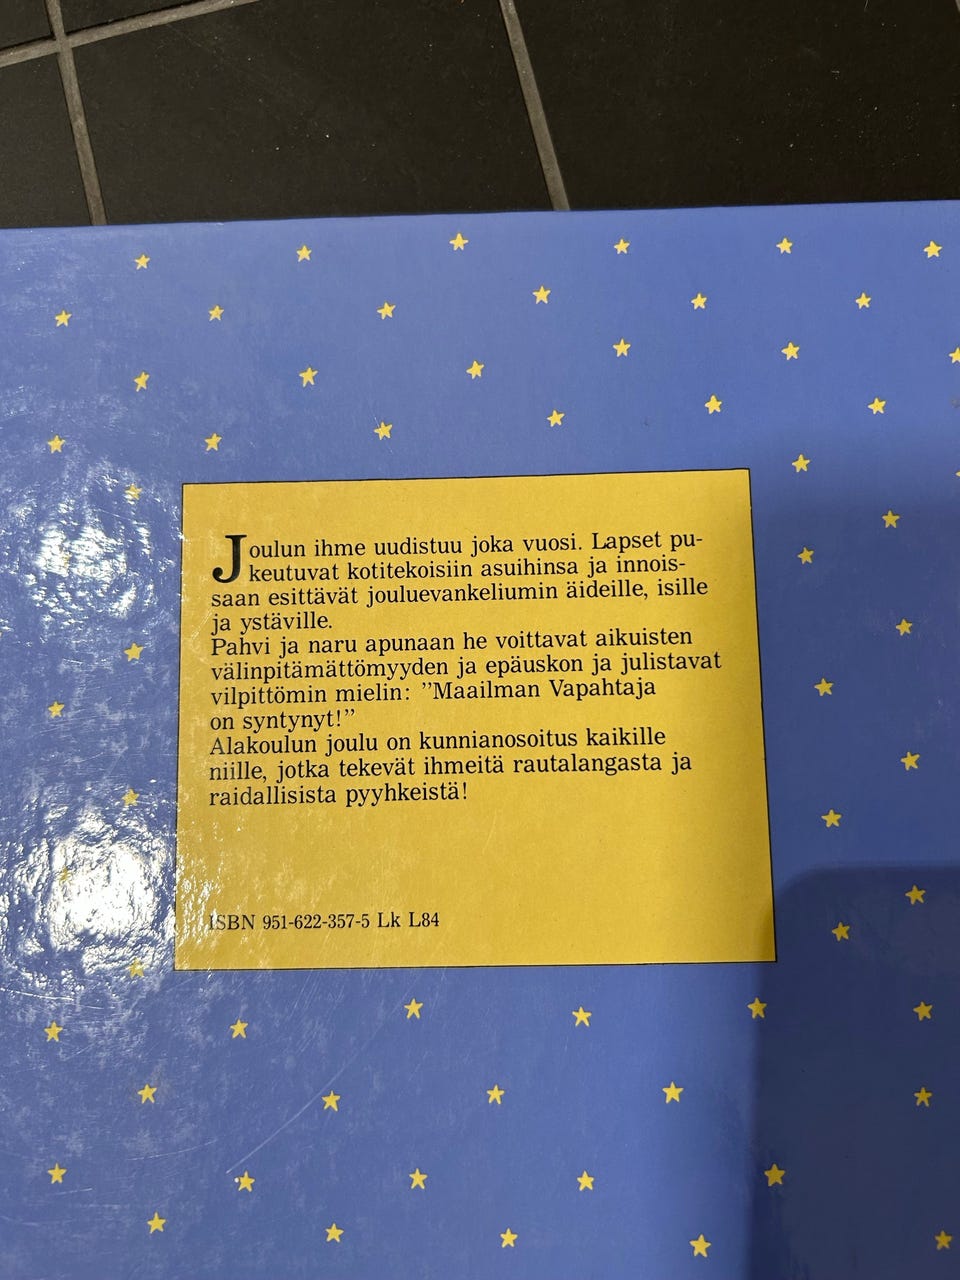 Joulun ihme uudistuu joka vuosi. Lapset pu-
keutuvat kotitekoisiin asuihinsa ja innois-
saan esittävät jouluevankeliumin äideille, isille
ja ystäville.
Pahvi ja naru apunaan he voittavat aikuisten
välinpitämättömyyden ja epäuskon ja julistavat
vilpittömin mielin: ”Maailman Vapahtaja
on syntynyt!”
Alakoulun joulu on kunnianosoitus kaikille
niille, jotka tekevät ihmeitä rautalangasta ja
raidallisista pyyhkeistä!
ISBN 951-622-357-5 Lk L84